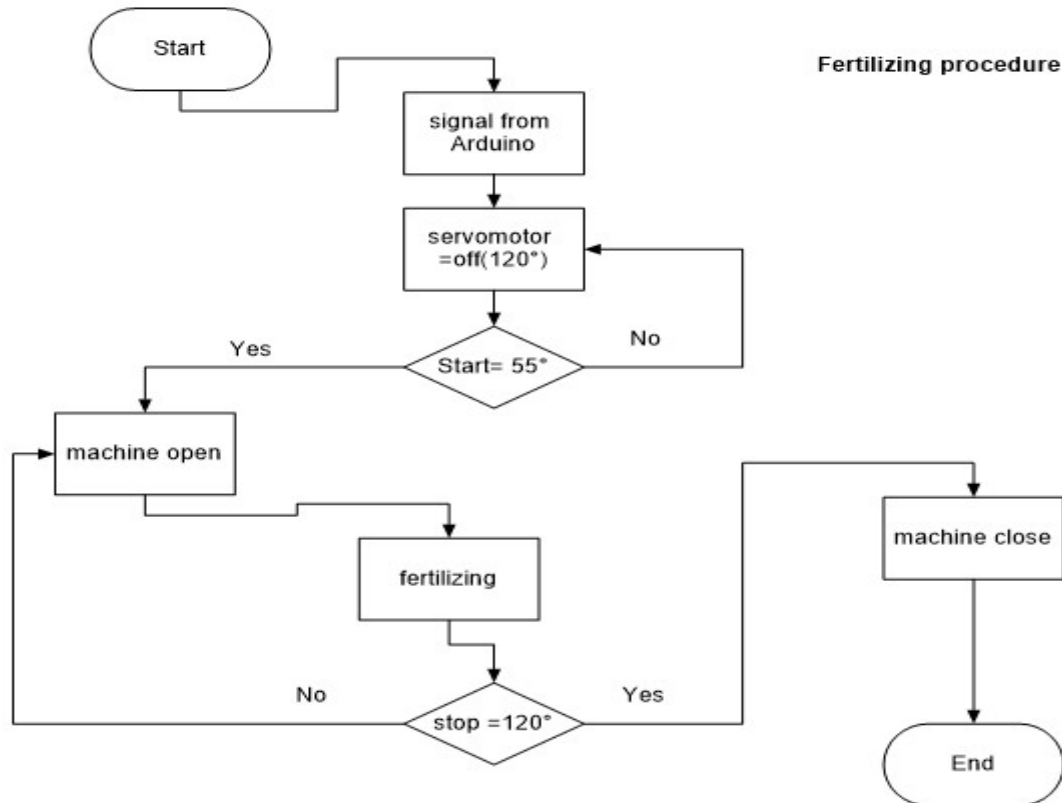 Start
Fertilizing procedure
signal from
Arduino
servomotor
=off(120°)
Start= 55°
Yes
No
machine open
fertilizing
stop =120°
No
Yes
machine close
End